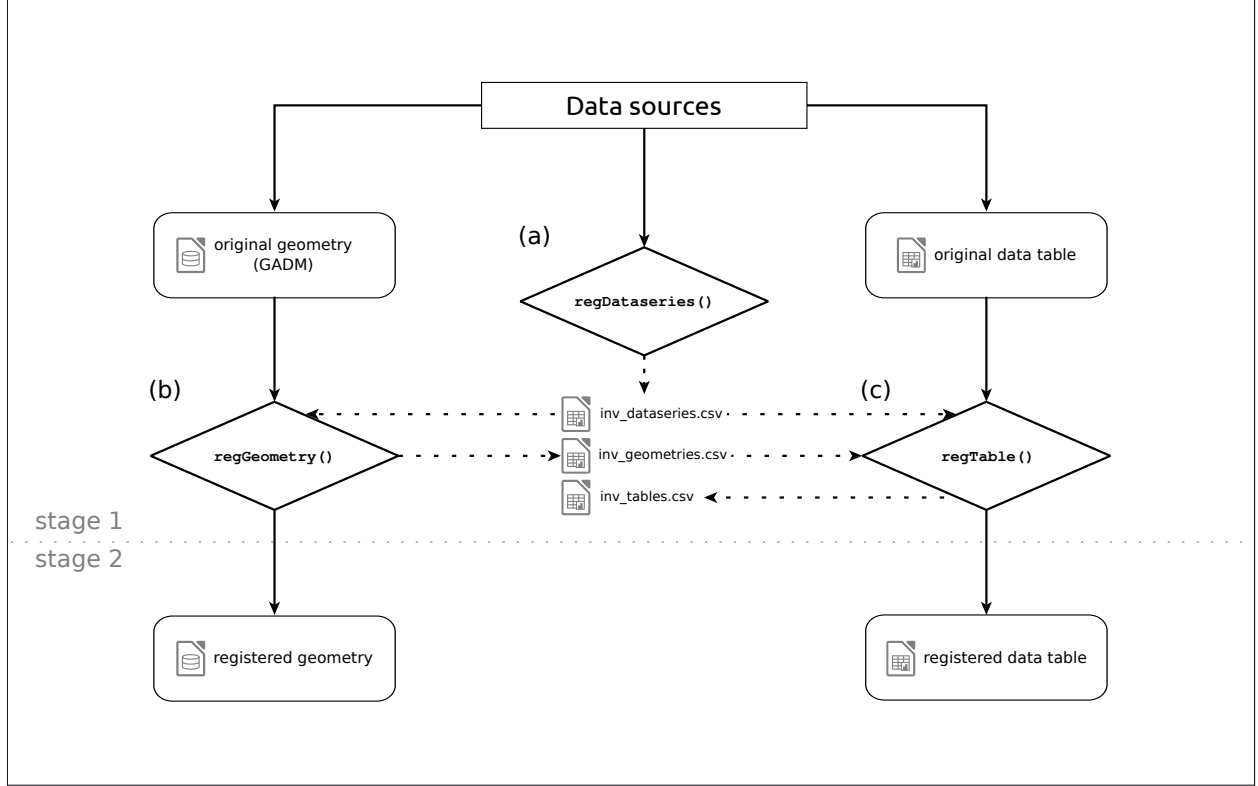 Data sources
(a)
original geometry
(GADM)
original data table
regDataseries()
(b)
(c)
inv_dataseries.csv
regGeometry()
inv_geometries.csv
regTable()
inv_tables.csv
stage 1
stage 2
registered geometry
registered data table